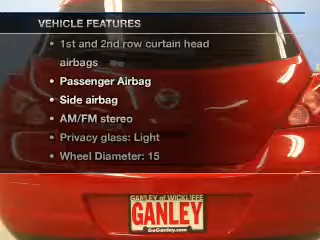 VEHICLE FEATURES
• 1st and 2nd row curtain head
airbags
• Passenger Airbag
• Side airbag
• AM/FM stereo
• Privacy glass: Light
• Wheel Diameter: 15
GANLEY OF WICKLIFFE
GANLEY
GoGanley.com